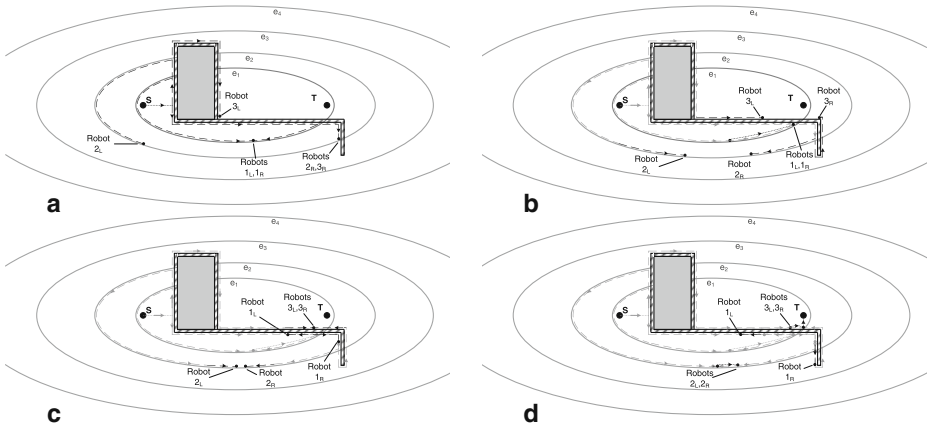 e₄
e₃
e₂
e₁
S
T
Robot
3L
Robot
2L
Robots
1L,1R
Robots
2R,3R
a
e₄
e₃
e₂
e₁
S
T
Robot
3L
Robot
3R
Robot
2L
Robot
2R
Robots
1L,1R
b
e₄
e₃
e₂
e₁
S
T
Robot
1L
Robots
3L,3R
Robot
2L
Robot
2R
Robot
1R
c
e₄
e₃
e₂
e₁
S
T
Robot
1L
Robots
3L,3R
Robots
2L,2R
Robot
1R
d